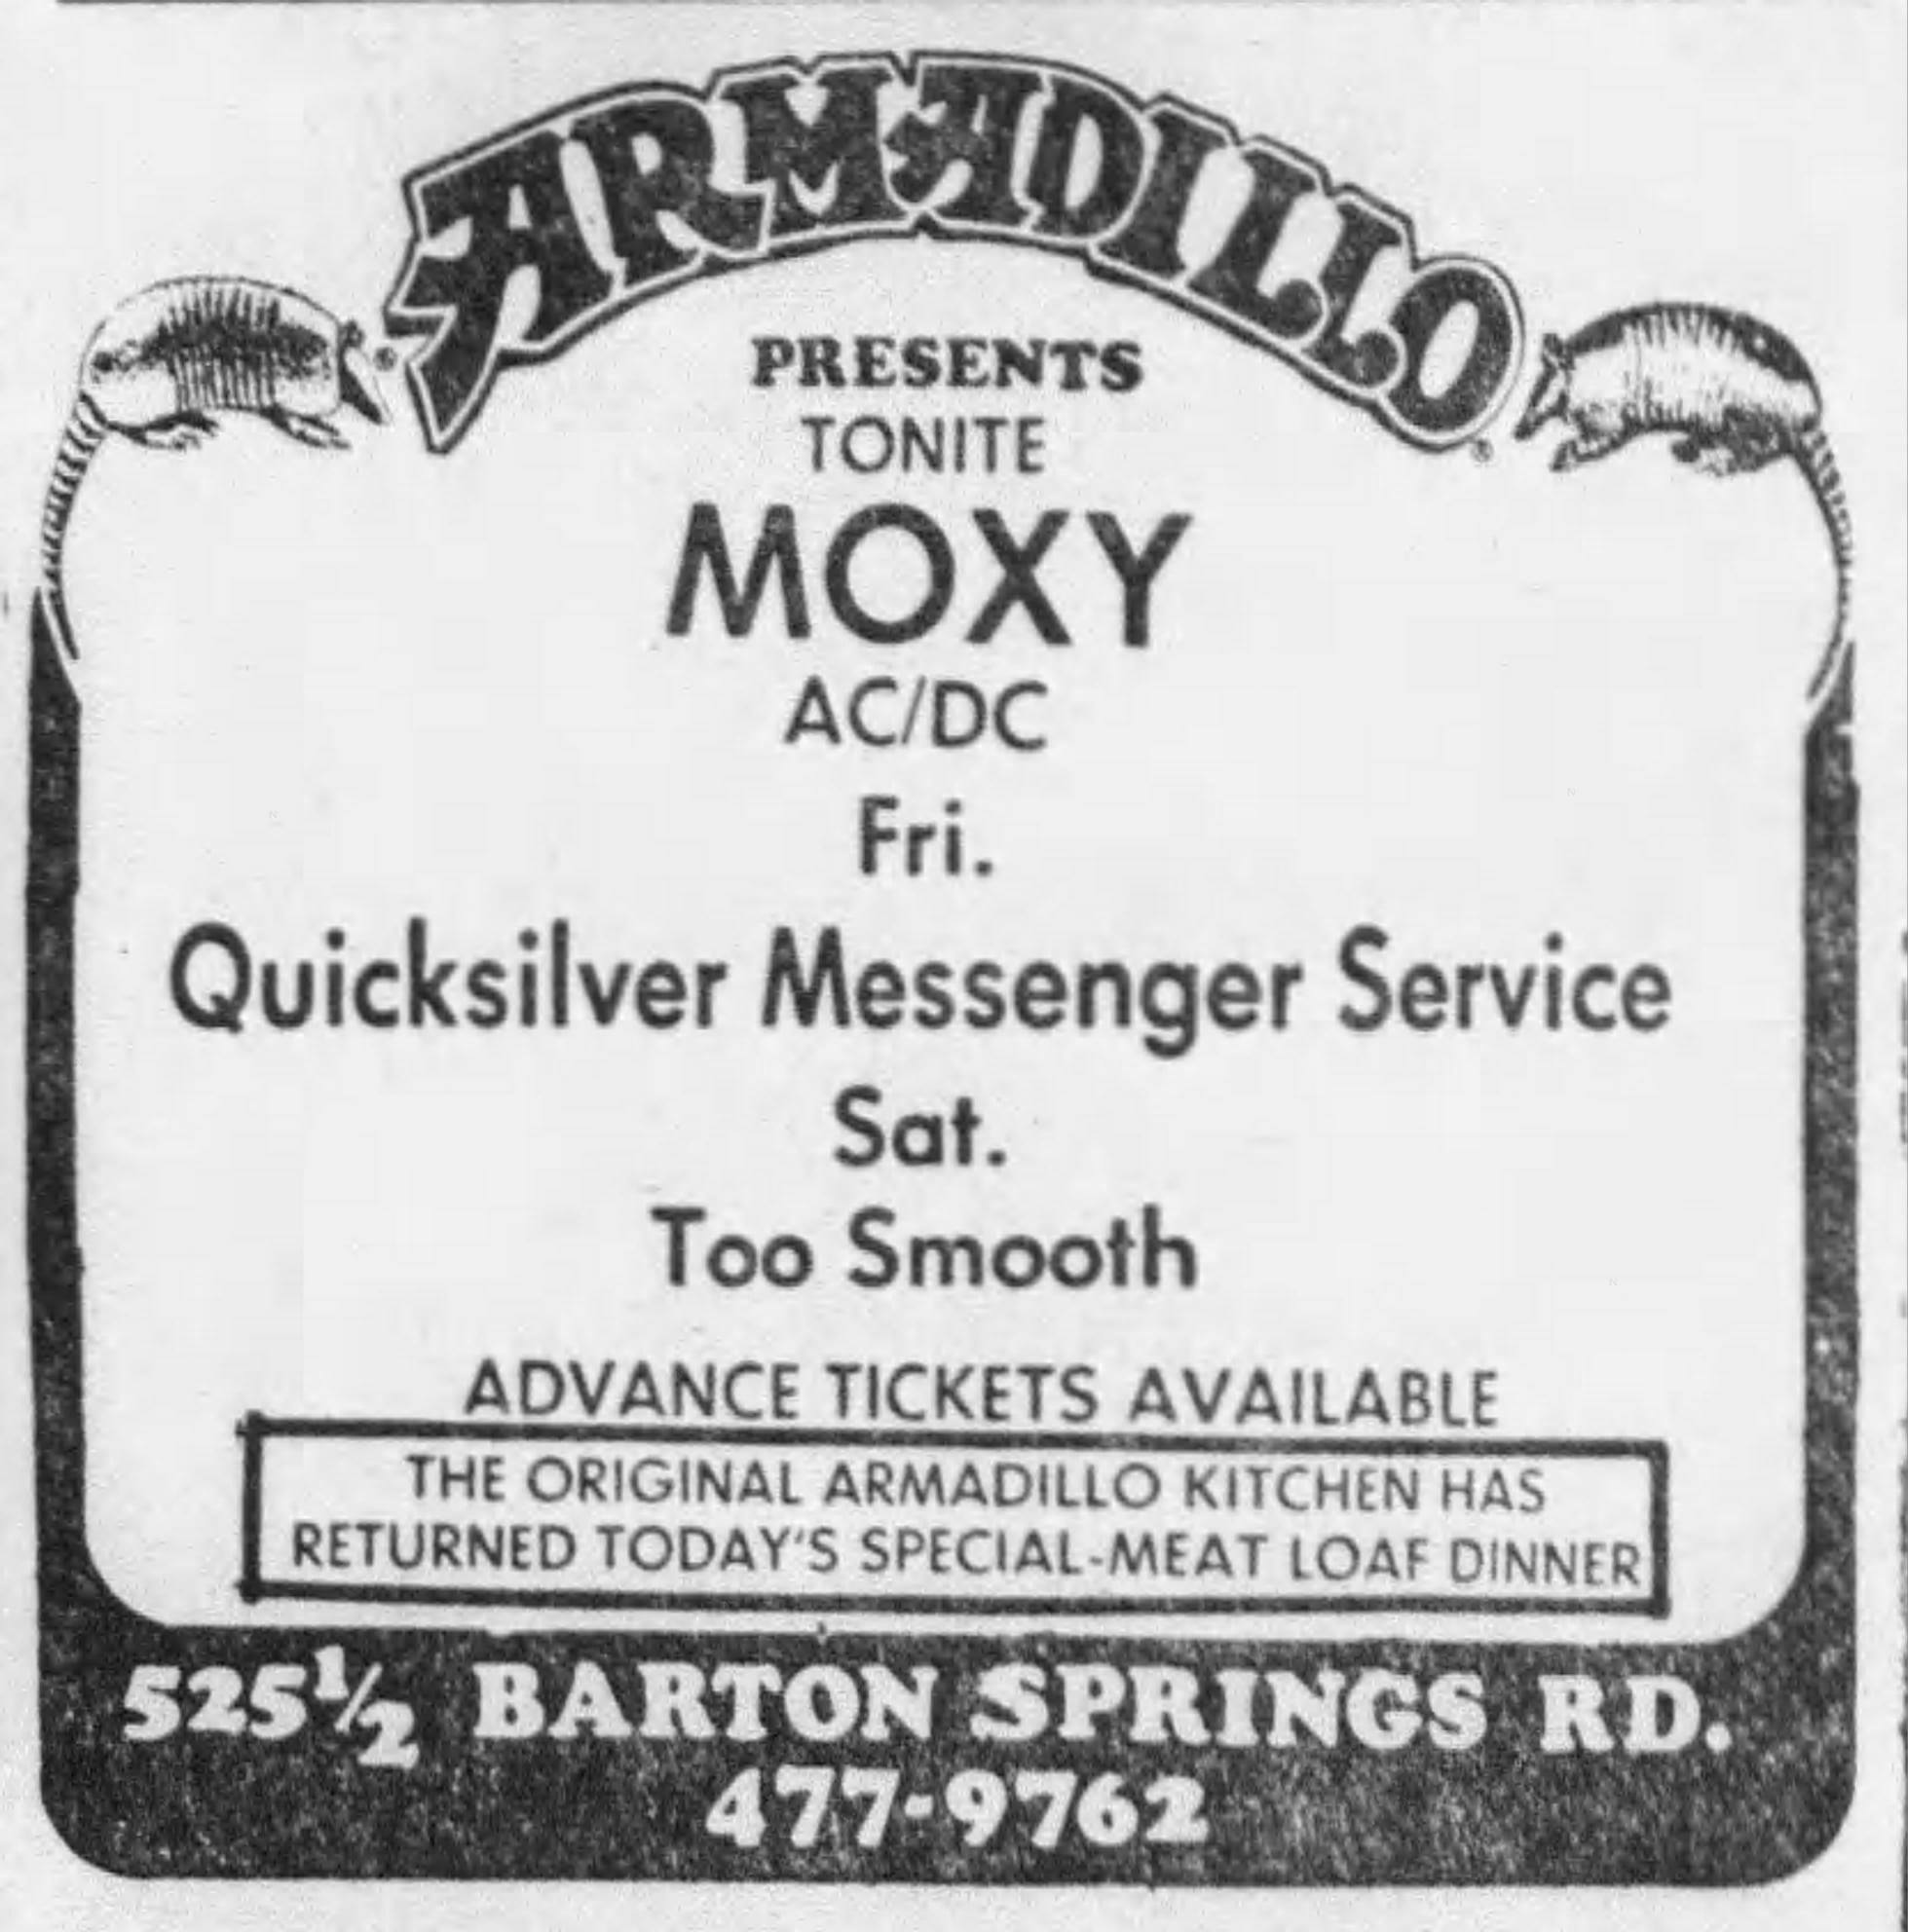 ARMADILLO
PRESENTS
TONITE
MOXY
AC/DC
Fri.
Quicksilver Messenger Service
Sat.
Too Smooth
ADVANCE TICKETS AVAILABLE
THE ORIGINAL ARMADILLO KITCHEN HAS
RETURNED TODAY'S SPECIAL-MEAT LOAF DINNER
525½ BARTON SPRINGS RD.
477-9762